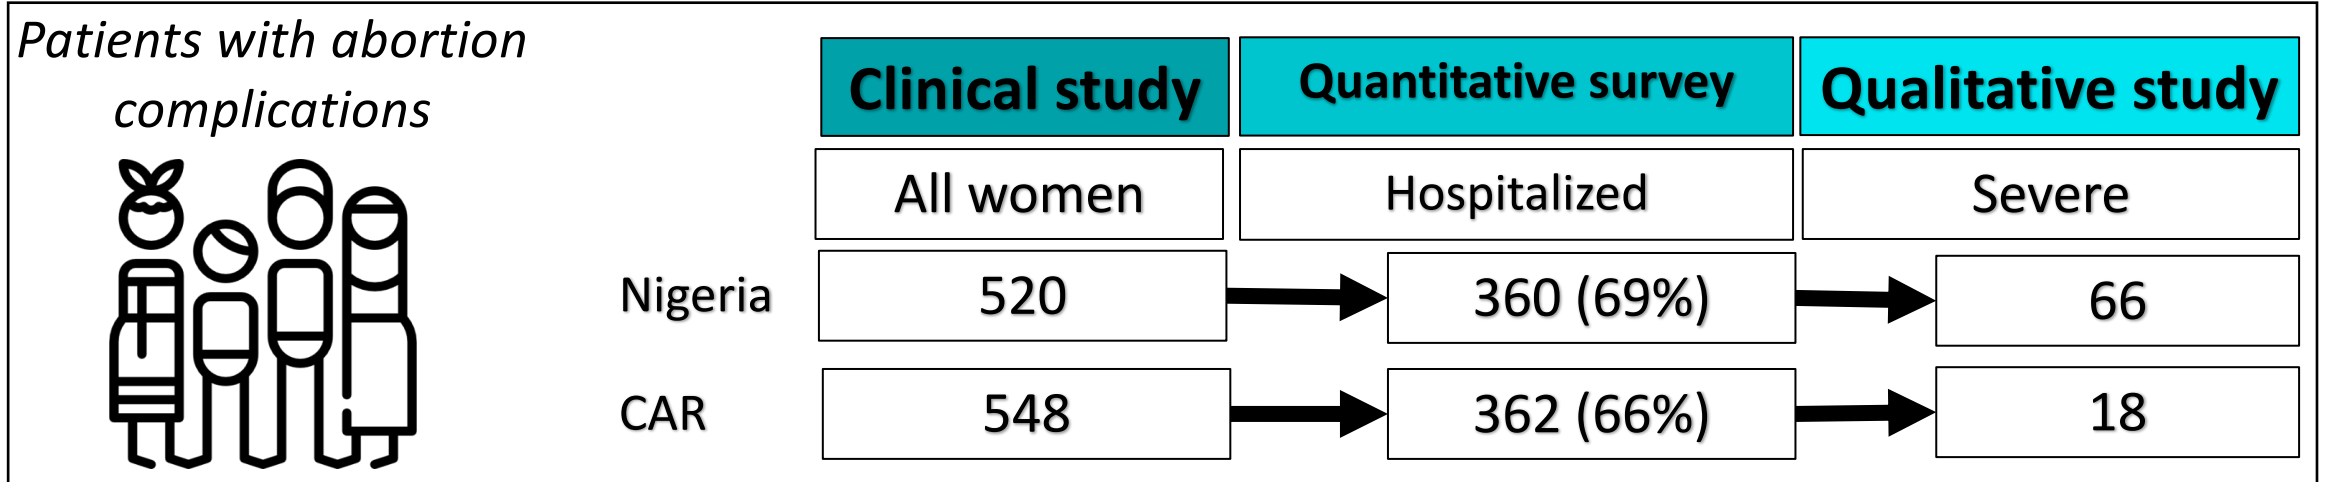 Patients with abortion
complications
Clinical study
Quantitative survey
Qualitative study
All women
Hospitalized
Severe
Nigeria
520
360 (69%)
66
CAR
548
362 (66%)
18